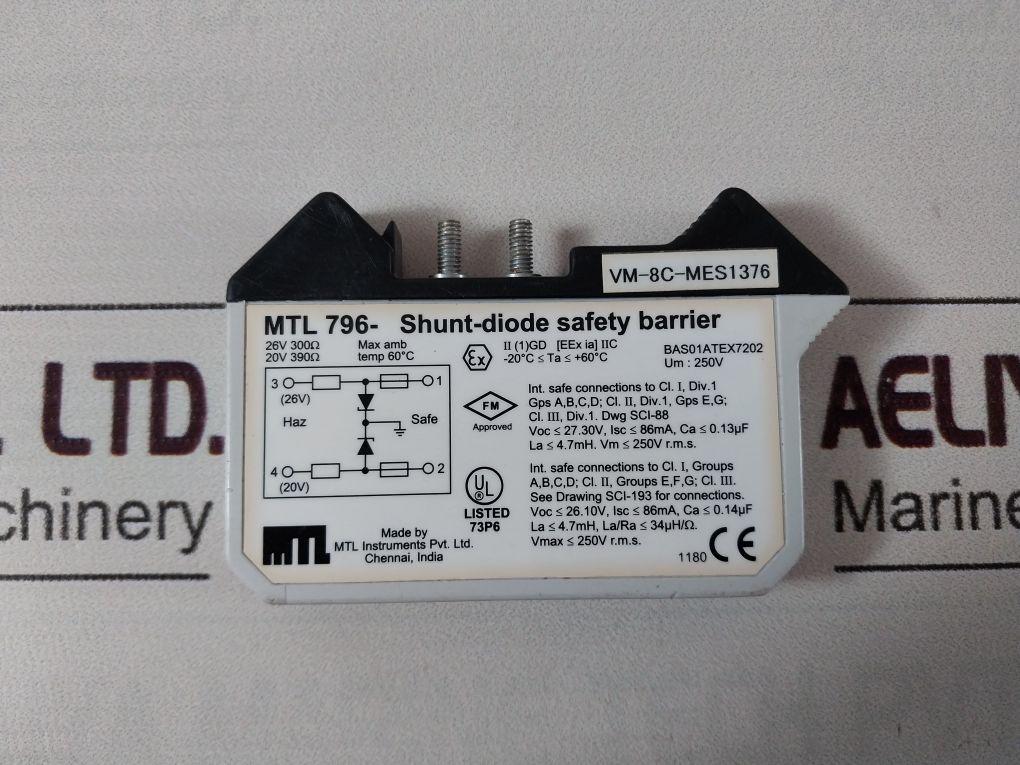 VM-8C-MES1376
MTL 796- Shunt-diode safety barrier
26V 300Ω
20V 390Ω
Max amb
temp 60°C
Ex
II (1)GD [EEx ia] IIC
-20°C ≤ Ta ≤ +60°C
BAS01ATEX7202
Um : 250V
3
(26V)
1
Haz
Safe
4
(20V)
2
FM
Approved
Int. safe connections to Cl. I, Div.1
Gps A,B,C,D; Cl. II, Div.1, Gps E,G;
Cl. III, Div.1. Dwg SCI-88
Voc ≤ 27.30V, Isc ≤ 86mA, Ca ≤ 0.13µF
La ≤ 4.7mH. Vm ≤ 250V r.m.s.
UL
®
LISTED
73P6
Int. safe connections to Cl. I, Groups
A,B,C,D; Cl. II, Groups E,F,G; Cl. III.
See Drawing SCI-193 for connections.
Voc ≤ 26.10V, Isc ≤ 86mA, Ca ≤ 0.14µF
La ≤ 4.7mH, La/Ra ≤ 34µH/Ω.
Vmax ≤ 250V r.m.s.
MTL
Made by
MTL Instruments Pvt. Ltd.
Chennai, India
1180 CE
LTD.
chinery
AELIY
Marine